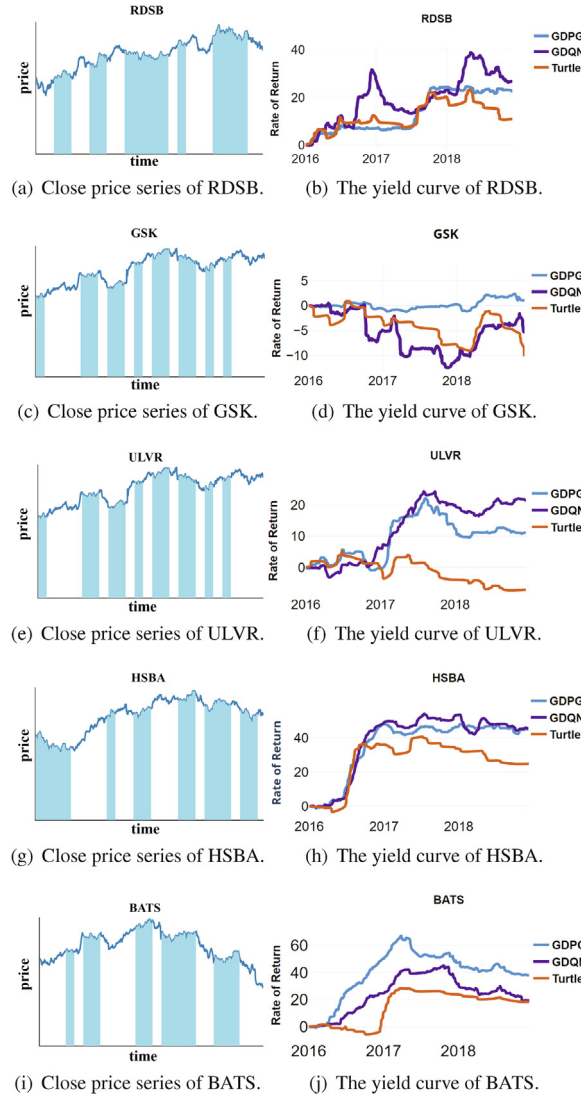 RDSB
price
time
(a) Close price series of RDSB.
RDSB
GDPG
GDQN
Turtle
Rate of Return
40
20
0
2016
2017
2018
(b) The yield curve of RDSB.
GSK
price
(c) Close price series of GSK.
GSK
GDPG
GDQN
Turtle
Rate of Return
5
0
−5
−10
2016
2017
2018
(d) The yield curve of GSK.
ULVR
price
(e) Close price series of ULVR.
ULVR
GDPG
GDQN
Turtle
Rate of Return
20
10
0
2016
2017
2018
(f) The yield curve of ULVR.
HSBA
price
time
(g) Close price series of HSBA.
HSBA
GDPG
GDQN
Turtle
Rate of Return
40
20
0
2016
2017
2018
(h) The yield curve of HSBA.
BATS
price
time
(i) Close price series of BATS.
BATS
GDPG
GDQN
Turtle
Rate of Return
60
40
20
0
2016
2017
2018
(j) The yield curve of BATS.